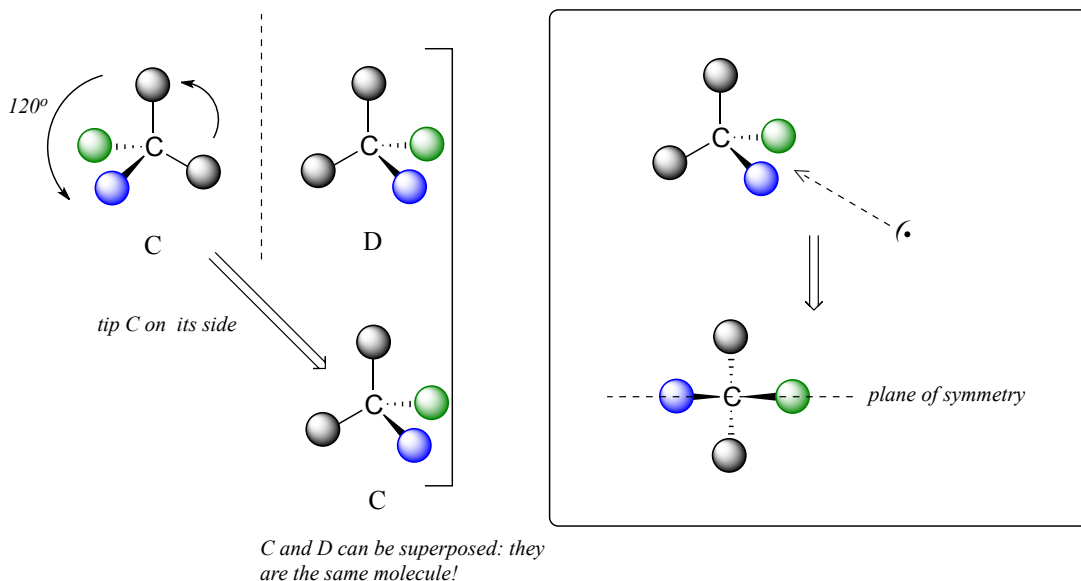 120º
C
C
D
tip C on its side
C
C
C and D can be superposed: they
are the same molecule!
C
C
plane of symmetry